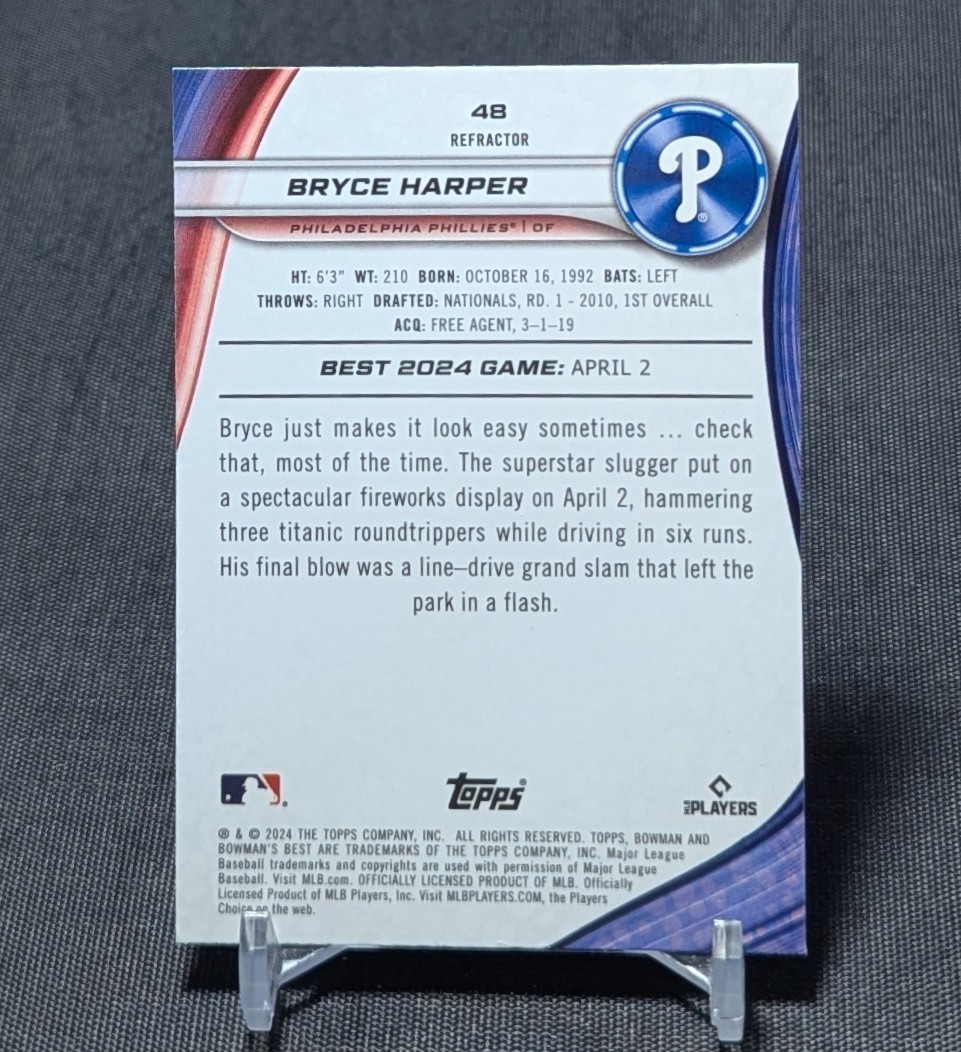 48
REFRACTOR
P ®
BRYCE HARPER
PHILADELPHIA PHILLIES® | OF
HT: 6'3" WT: 210 BORN: OCTOBER 16, 1992 BATS: LEFT
THROWS: RIGHT DRAFTED: NATIONALS, RD. 1 - 2010, 1ST OVERALL
ACQ: FREE AGENT, 3–1–19
BEST 2024 GAME: APRIL 2
Bryce just makes it look easy sometimes ... check
that, most of the time. The superstar slugger put on
a spectacular fireworks display on April 2, hammering
three titanic roundtrippers while driving in six runs.
His final blow was a line–drive grand slam that left the
park in a flash.
Topps®
MLB PLAYERS
® & © 2024 THE TOPPS COMPANY, INC. ALL RIGHTS RESERVED. TOPPS, BOWMAN AND
BOWMAN'S BEST ARE TRADEMARKS OF THE TOPPS COMPANY, INC. Major League
Baseball trademarks and copyrights are used with permission of Major League
Baseball. Visit MLB.com. OFFICIALLY LICENSED PRODUCT OF MLB. Officially
Licensed Product of MLB Players, Inc. Visit MLBPLAYERS.COM, the Players
Choice on the web.